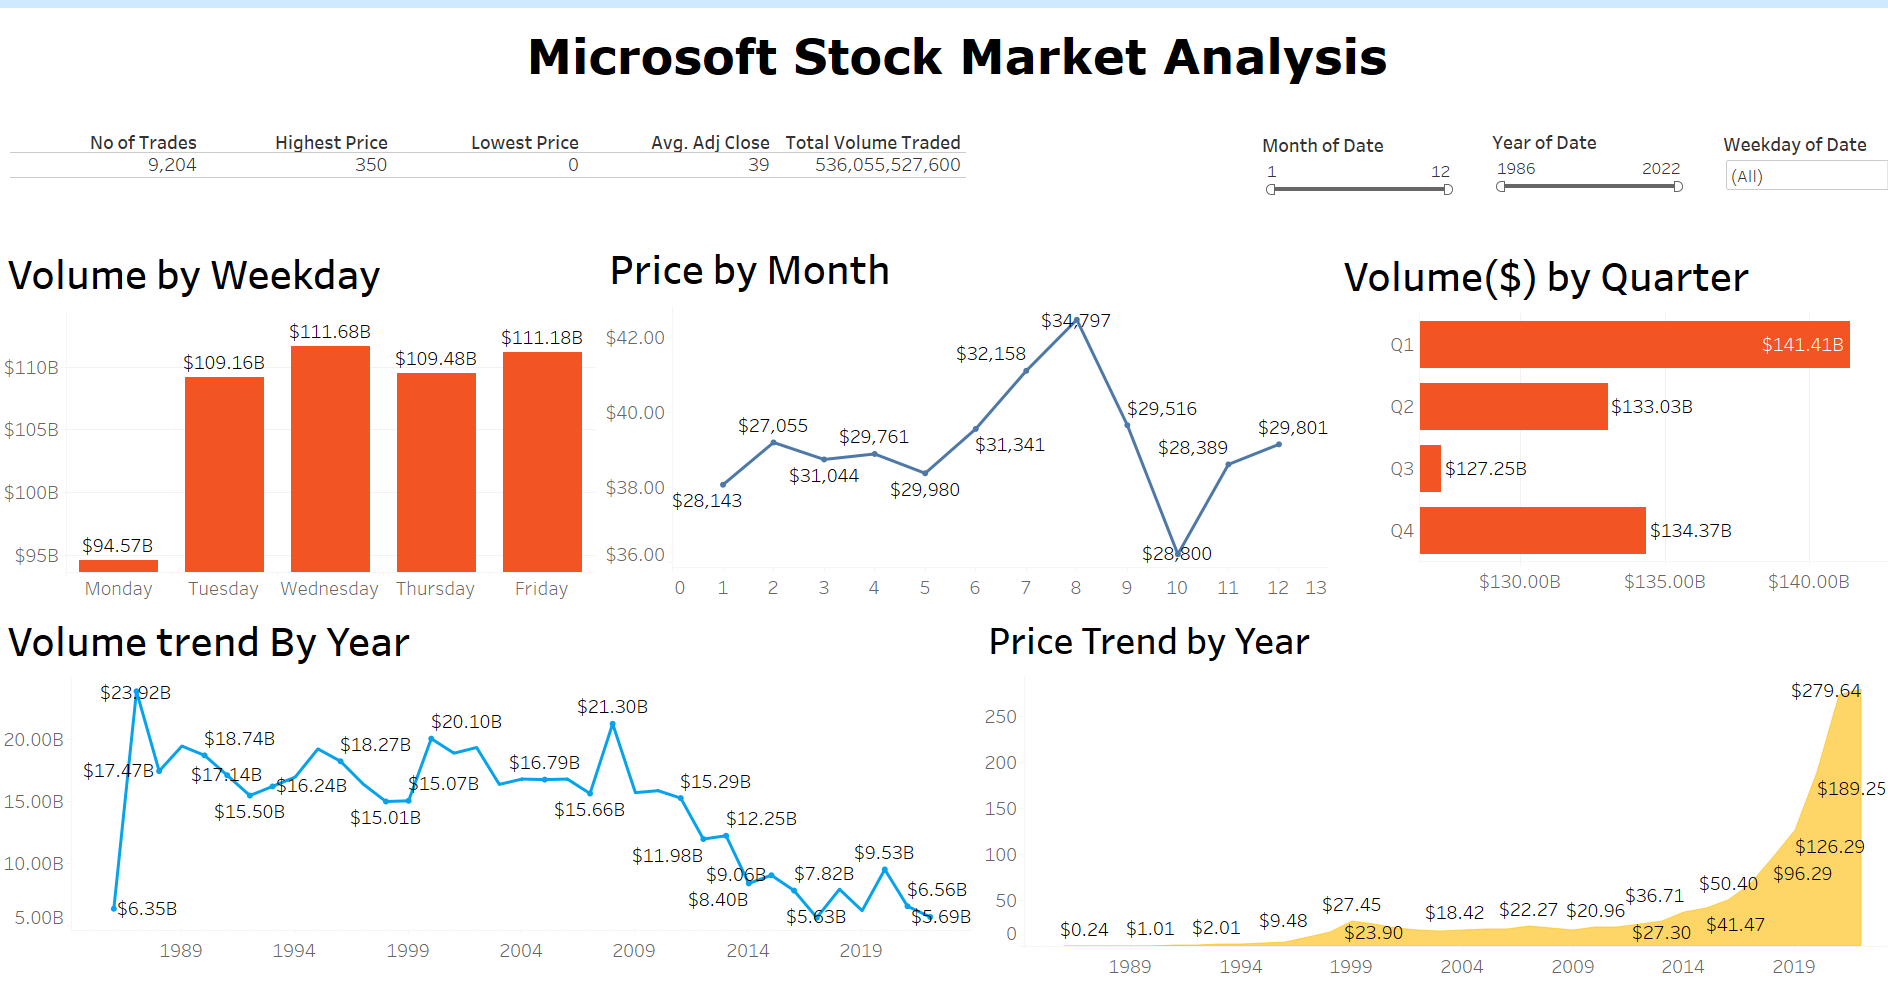 Microsoft Stock Market Analysis
No of Trades Highest Price Lowest Price Avg. Adj Close Total Volume Traded
9,204 350 0 39 536,055,527,600
Month of Date
1 12
Year of Date
1986 2022
Weekday of Date
(All)
Volume by Weekday
$110B
$105B
$100B
$95B
$94.57B
$109.16B
$111.68B
$109.48B
$111.18B
Monday Tuesday Wednesday Thursday Friday
Price by Month
$42.00
$40.00
$38.00
$36.00
$28,143
$27,055
$31,044
$29,761
$29,980
$31,341
$32,158
$34,797
$29,516
$28,800
$28,389
$29,801
0 1 2 3 4 5 6 7 8 9 10 11 12 13
Volume($) by Quarter
Q1 $141.41B
Q2 $133.03B
Q3 $127.25B
Q4 $134.37B
$130.00B $135.00B $140.00B
Volume trend By Year
20.00B
15.00B
10.00B
5.00B
$6.35B
$23.92B
$17.47B
$18.74B
$17.14B
$15.50B
$16.24B
$18.27B
$15.01B
$15.07B
$20.10B
$16.79B
$15.66B
$21.30B
$15.29B
$11.98B
$12.25B
$8.40B
$9.06B
$7.82B
$5.63B
$9.53B
$6.56B
$5.69B
1989 1994 1999 2004 2009 2014 2019
Price Trend by Year
250
200
150
100
50
0
$0.24
$1.01
$2.01
$9.48
$27.45
$23.90
$18.42
$22.27
$20.96
$36.71
$27.30
$50.40
$41.47
$96.29
$126.29
$189.25
$279.64
1989 1994 1999 2004 2009 2014 2019